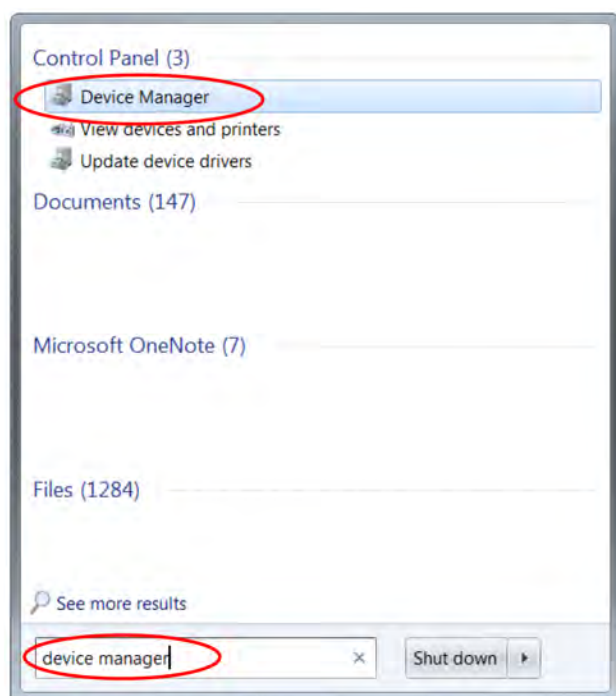 Control Panel (3)
Device Manager
View devices and printers
Update device drivers
Documents (147)
Microsoft OneNote (7)
Files (1284)
See more results
device manager
Shut down